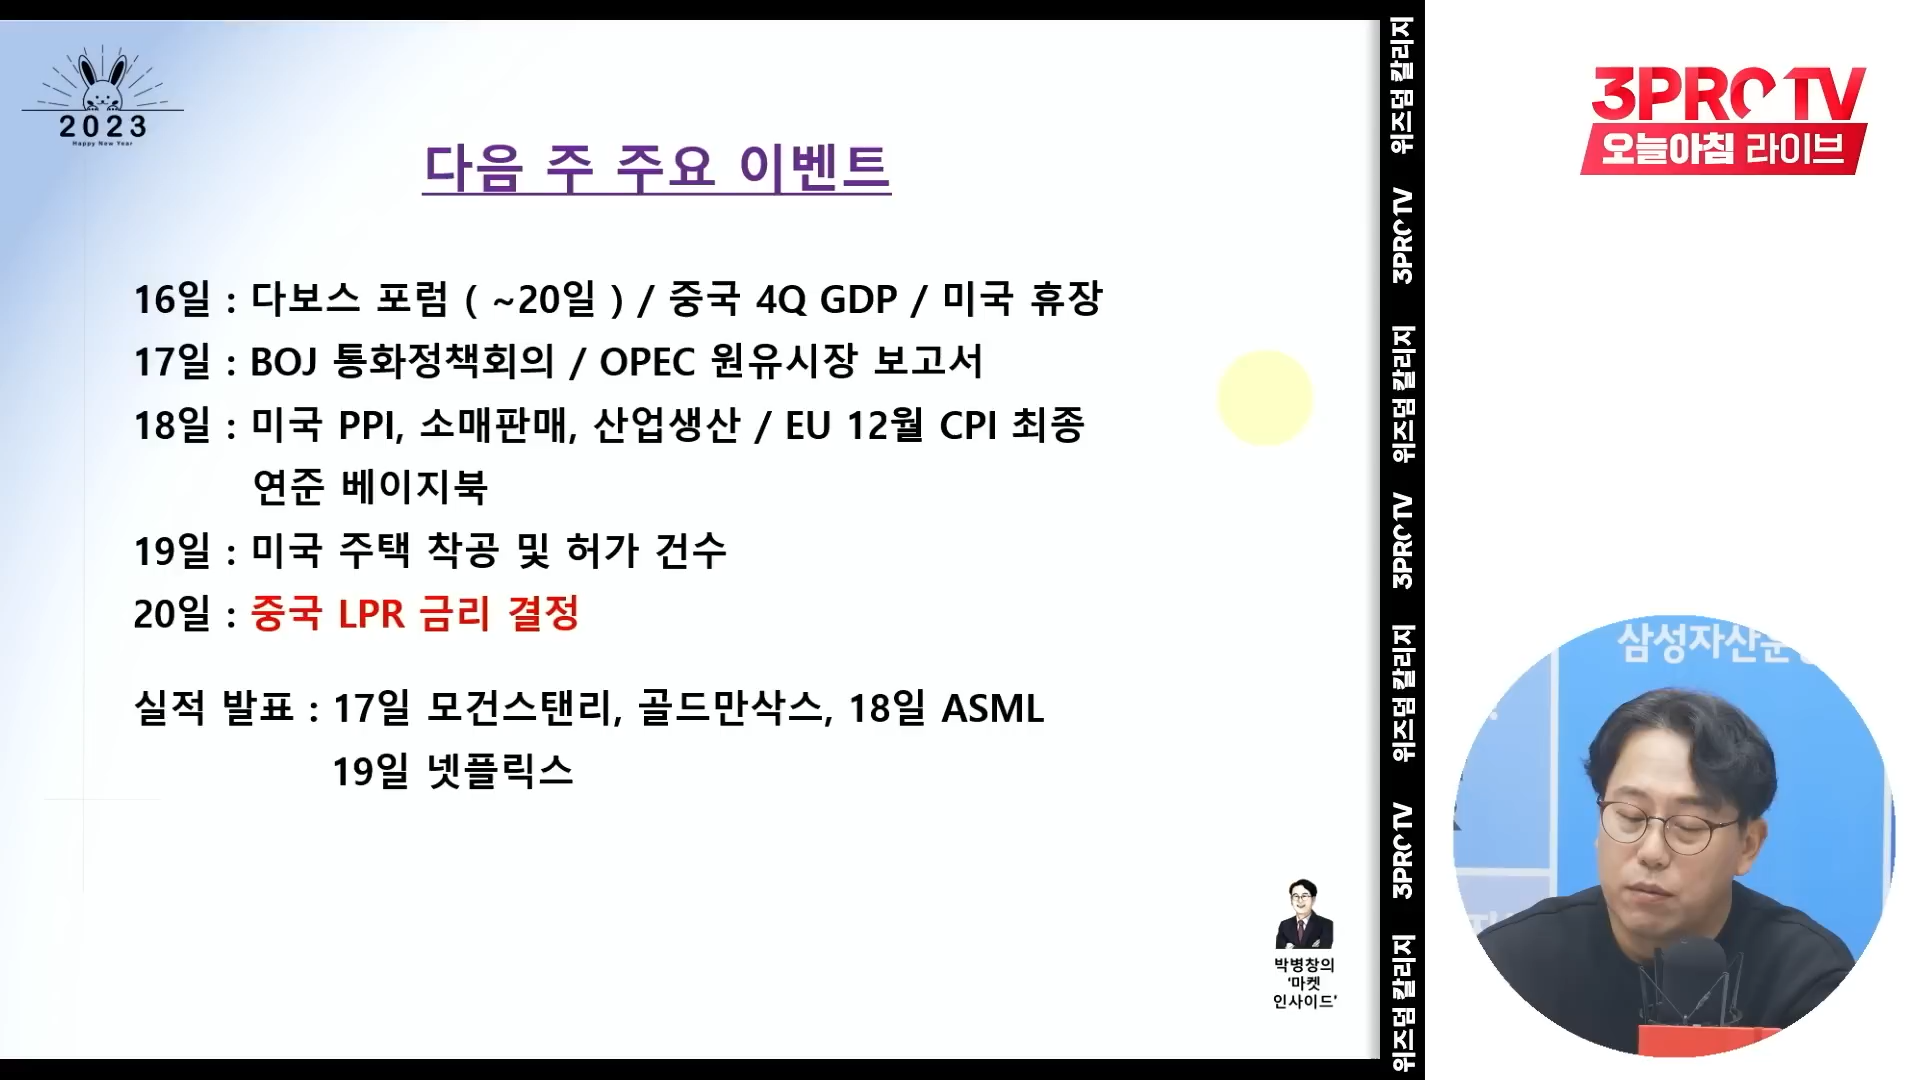 2023
Happy New Year
다음 주 주요 이벤트
16일 : 다보스 포럼 ( ~20일 ) / 중국 4Q GDP / 미국 휴장
17일 : BOJ 통화정책회의 / OPEC 원유시장 보고서
18일 : 미국 PPI, 소매판매, 산업생산 / EU 12월 CPI 최종
연준 베이지북
19일 : 미국 주택 착공 및 허가 건수
20일 : 중국 LPR 금리 결정
실적 발표 : 17일 모건스탠리, 골드만삭스, 18일 ASML
19일 넷플릭스
박병창의
'마켓
인사이드'
위즈덤 칼리지
3PROTV
위즈덤 칼리지
3PROTV
위즈덤 칼리지
3PROTV
위즈덤 칼리지
3PROTV
오늘아침 라이브
삼성자산운